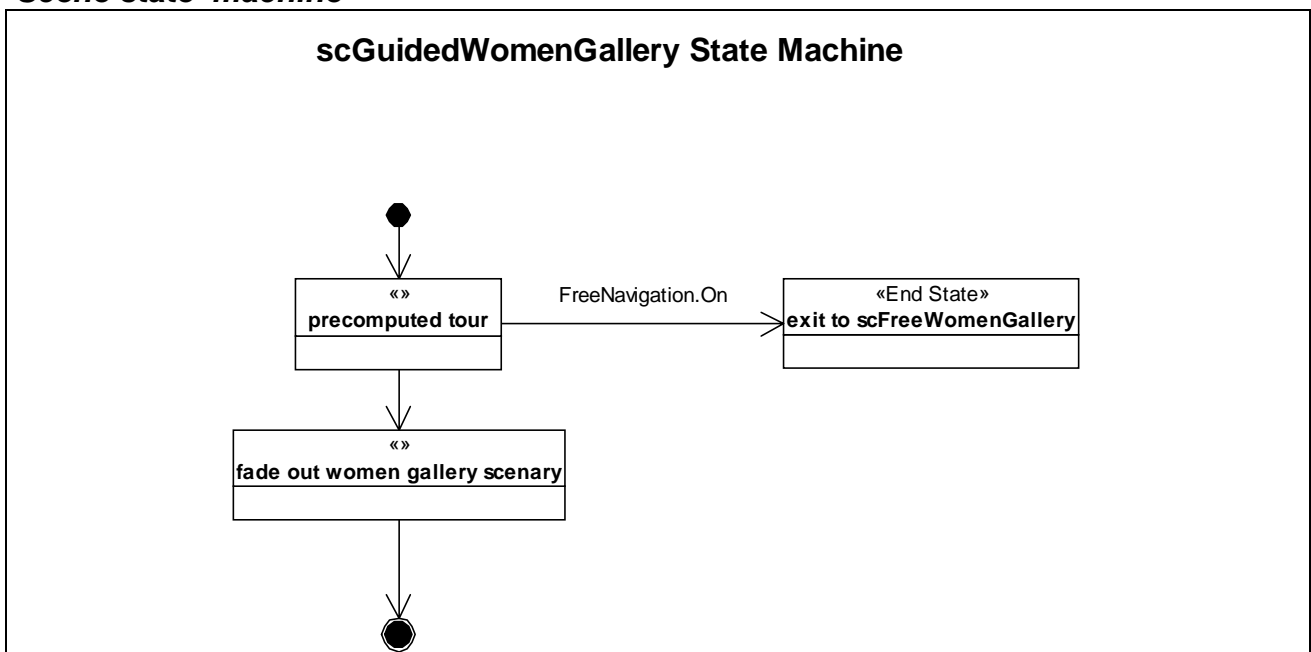 Scene state machine
scGuidedWomenGallery State Machine
«»
precomputed tour
FreeNavigation.On
«End State»
exit to scFreeWomenGallery
«»
fade out women gallery scenary